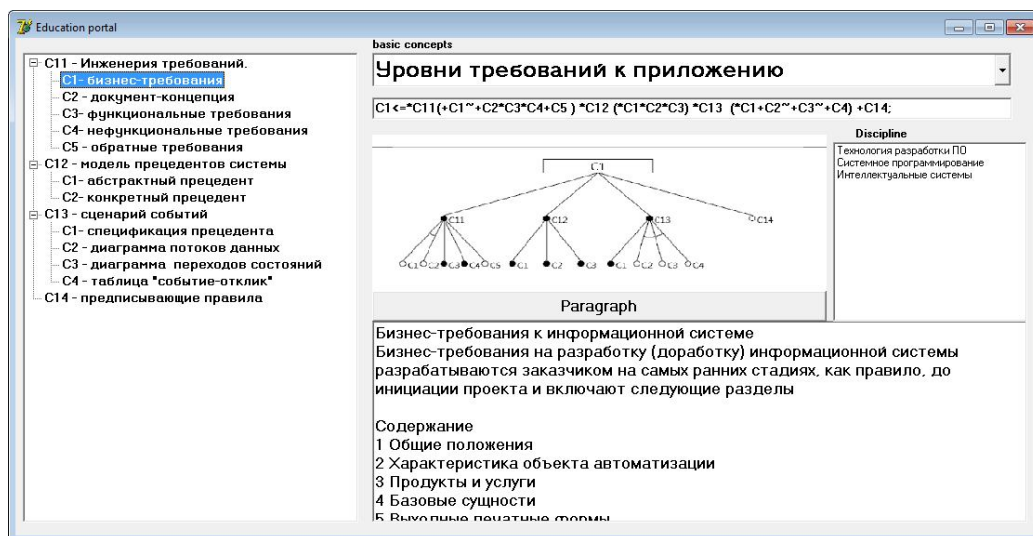 Education portal
C11 - Инженерия требований.
C1- бизнес-требования
C2 - документ-концепция
C3- функциональные требования
C4- нефункциональные требования
C5 - обратные требования
C12 - модель прецедентов системы
C1- абстрактный прецедент
C2- конкретный прецедент
C13 - сценарий событий
C1- спецификация прецедента
C2 - диаграмма потоков данных
C3 - диаграмма  переходов состояний
C4 - таблица "событие-отклик"
C14 - предписывающие правила
basic concepts
Уровни требований к приложению
C1<=*C11(+C1~+C2*C3*C4+C5 ) *C12 (*C1*C2*C3) *C13  (*C1+C2~+C3~+C4) +C14;
C1
C11 C12 C13 C14
C1 C2 C3 C4 C5 C1 C2 C3 C1 C2 C3 C4
Discipline
Технология разработки ПО
Системное программирование
Интеллектуальные системы
Paragraph
Бизнес-требования к информационной системе
Бизнес-требования на разработку (доработку) информационной системы
разрабатываются заказчиком на самых ранних стадиях, как правило, до
инициации проекта и включают следующие разделы
Содержание
1 Общие положения
2 Характеристика объекта автоматизации
3 Продукты и услуги
4 Базовые сущности
5 Выходные печатные формы